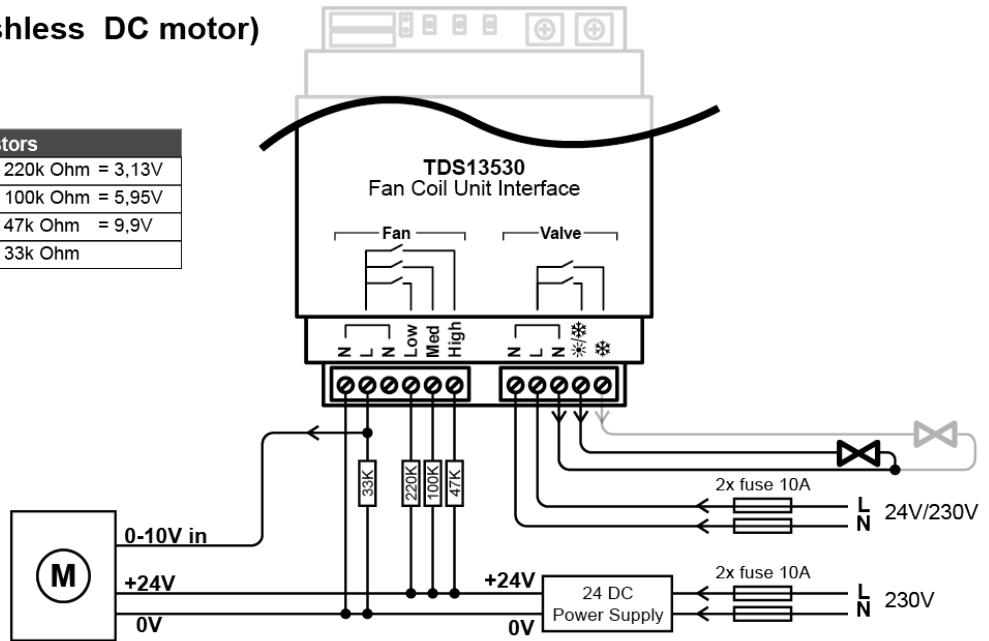 shless DC motor)
stors
220k Ohm = 3,13V
100k Ohm = 5,95V
47k Ohm = 9,9V
33k Ohm
TDS13530
Fan Coil Unit Interface
Fan
Valve
N L N Low Med High
N L N
33K
220K
100K
47K
2x fuse 10A
L
N
24V/230V
0-10V in
M
+24V
0V
+24V
0V
24 DC
Power Supply
2x fuse 10A
L
N
230V